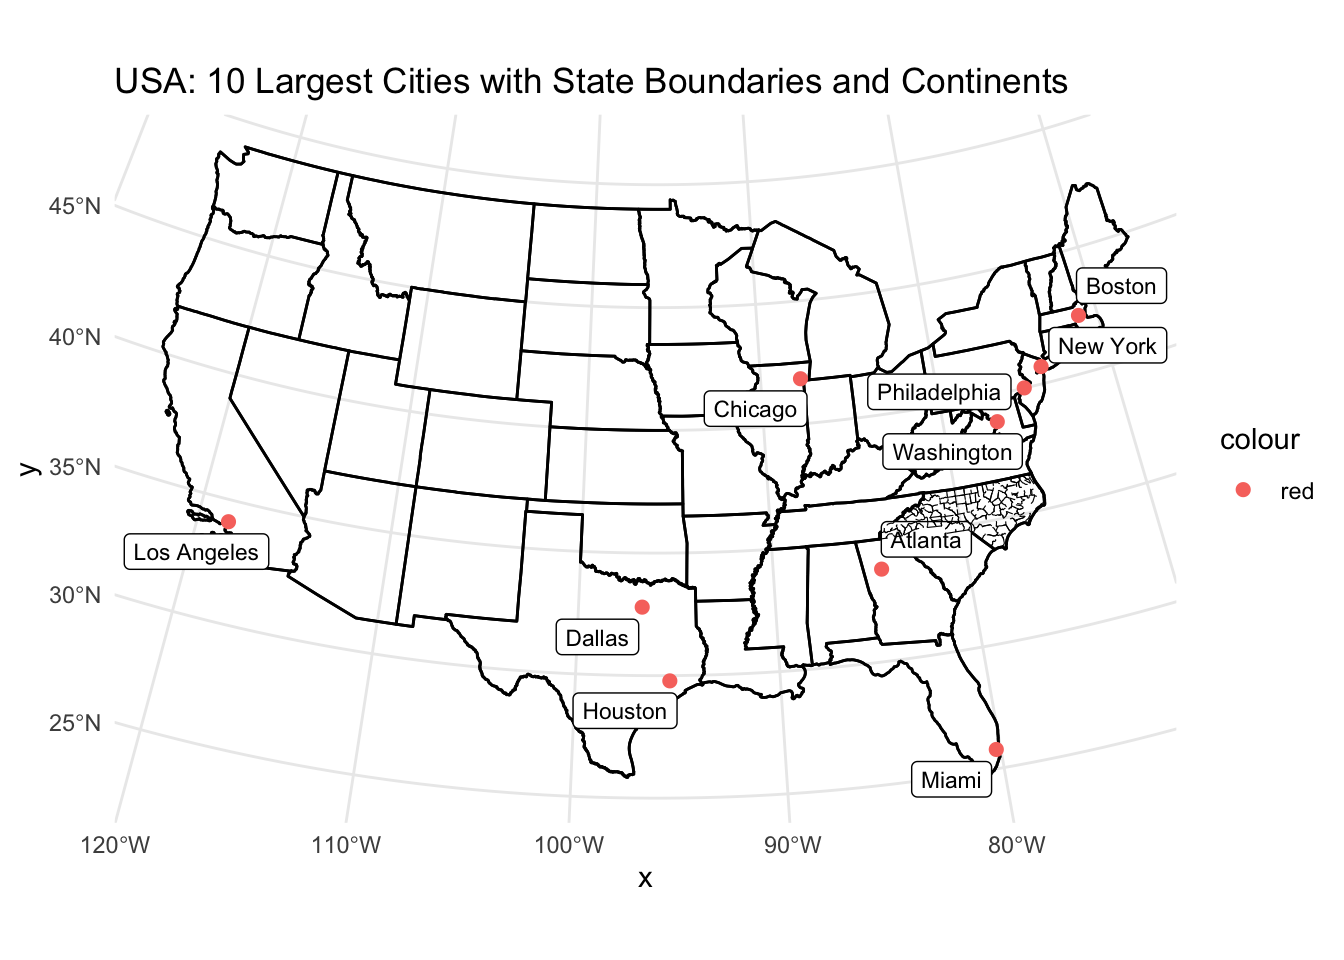 USA: 10 Largest Cities with State Boundaries and Continents
45°N
40°N
35°N
30°N
25°N
y
Boston
New York
Philadelphia
Chicago
Washington
Atlanta
Los Angeles
Dallas
Houston
Miami
colour
red
120°W
110°W
100°W
90°W
80°W
x